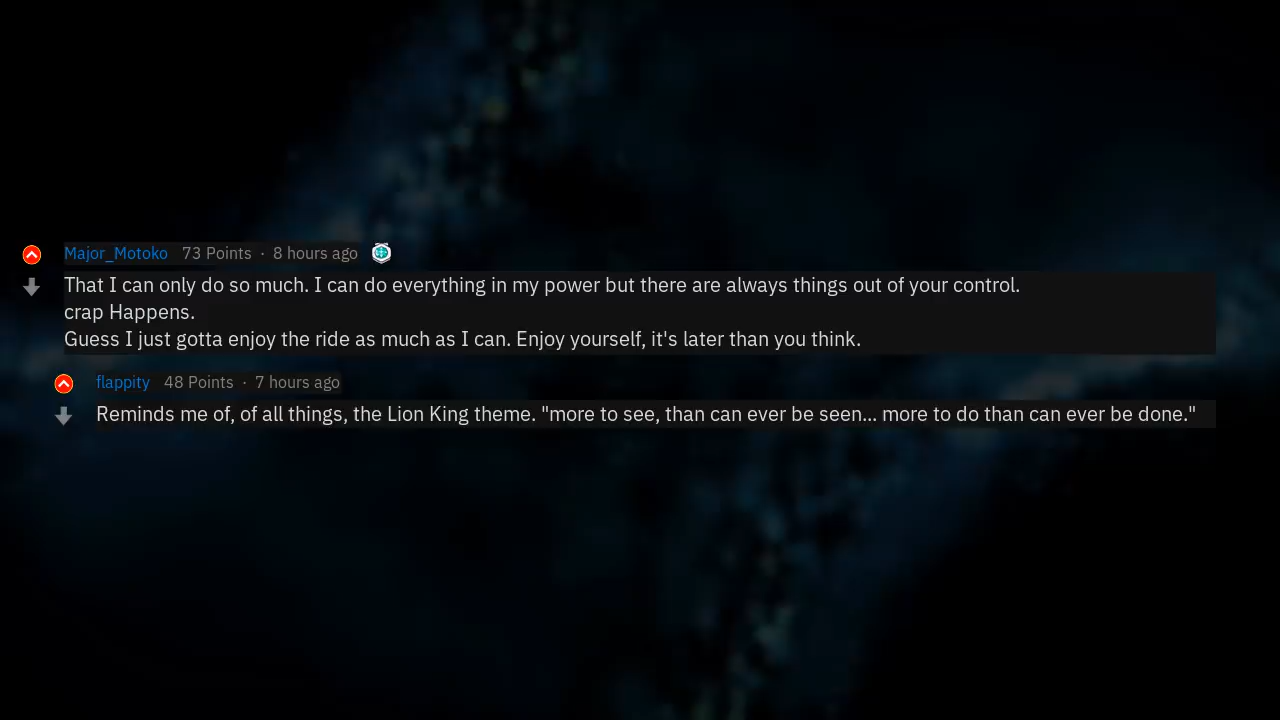 Major_Motoko 73 Points · 8 hours ago
That I can only do so much. I can do everything in my power but there are always things out of your control.
crap Happens.
Guess I just gotta enjoy the ride as much as I can. Enjoy yourself, it's later than you think.
flappity 48 Points · 7 hours ago
Reminds me of, of all things, the Lion King theme. "more to see, than can ever be seen... more to do than can ever be done."